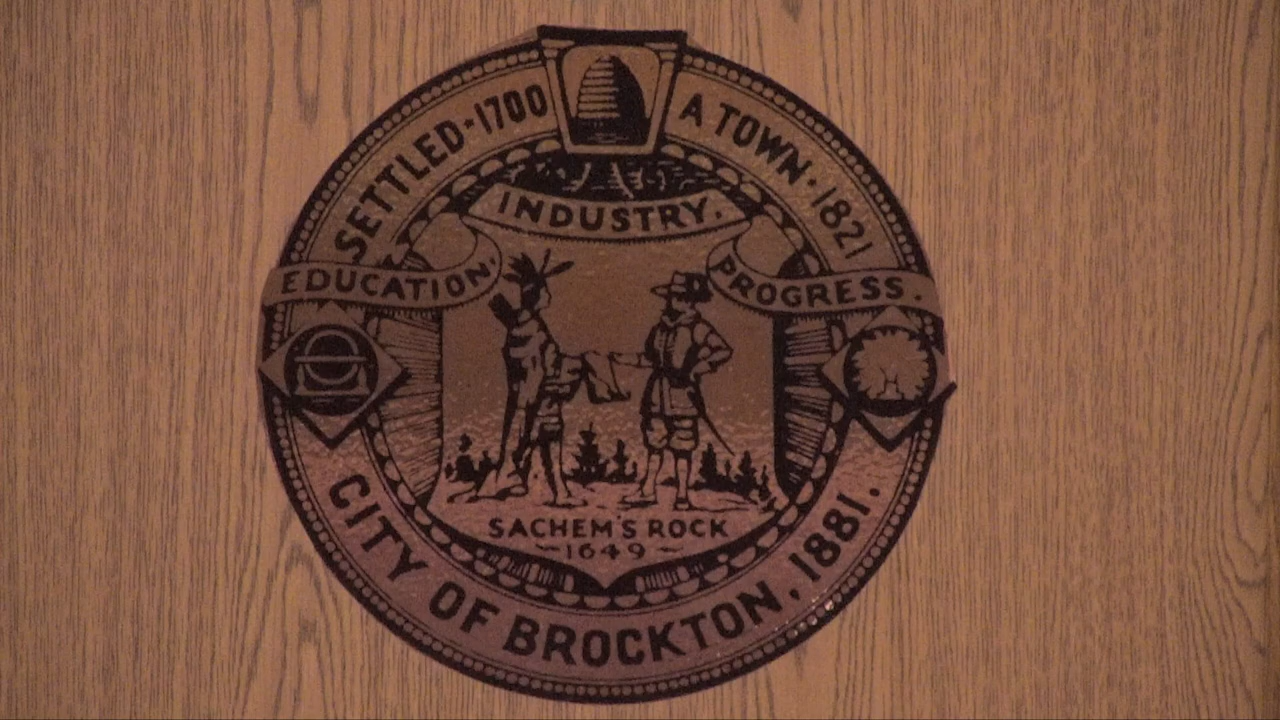 SETTLED·1700
A TOWN·1821
INDUSTRY.
EDUCATION.
PROGRESS.
SACHEM'S ROCK
~1649~
CITY OF BROCKTON, 1881.